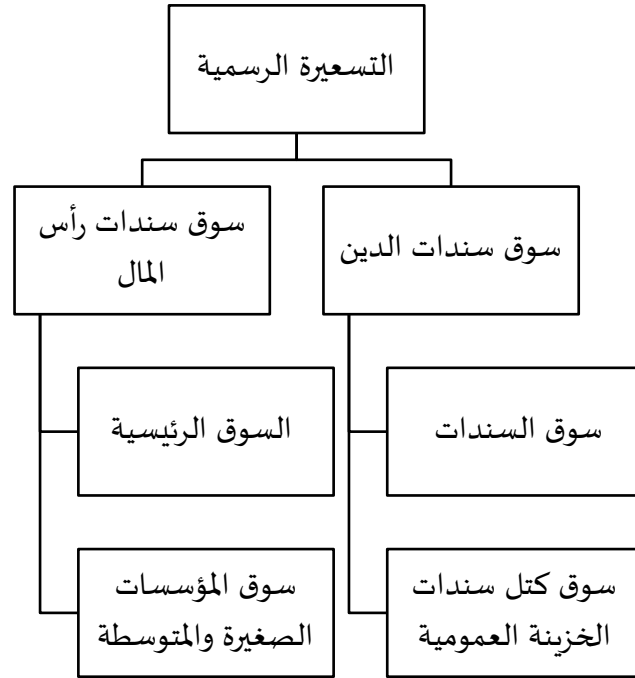 التسعيرة الرسمية
سوق سندات الدين
سوق سندات رأس
المال
سوق السندات
السوق الرئيسية
سوق كتل سندات
الخزينة العمومية
سوق المؤسسات
الصغيرة والمتوسطة